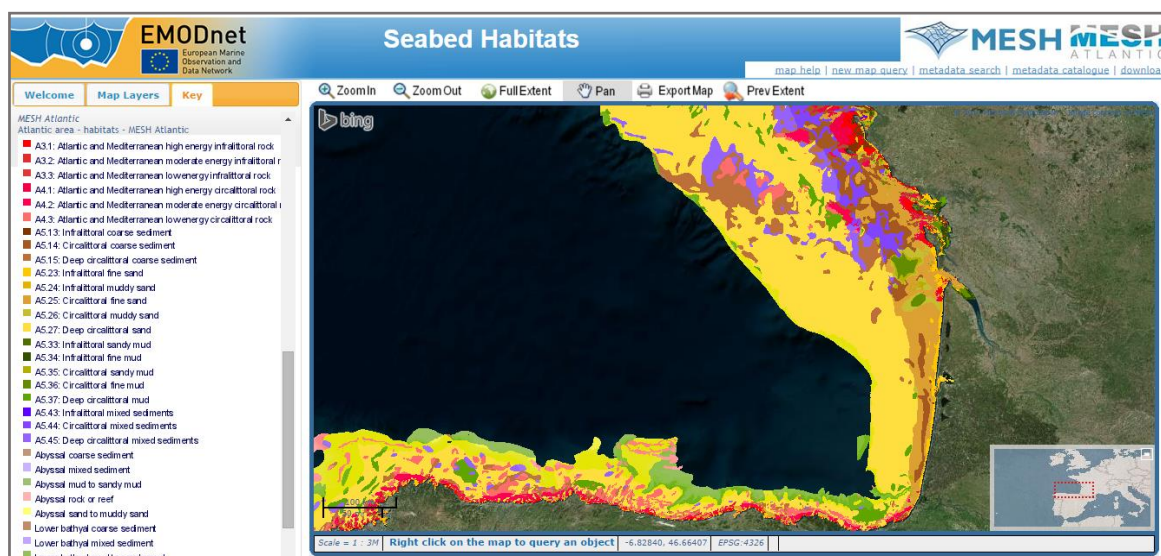 EMODnet
European Marine
Observation and
Data Network
Seabed Habitats
MESH MESH
ATLANTIC
map help | new map query | metadata search | metadata catalogue | downloa
Welcome Map Layers Key
Zoom In Zoom Out Full Extent Pan Export Map Prev Extent
MESH Atlantic
Atlantic area - habitats - MESH Atlantic
A3.1: Atlantic and Mediterranean high energy infralittoral rock
A3.2: Atlantic and Mediterranean moderate energy infralittoral r
A3.3: Atlantic and Mediterranean low energy infralittoral rock
A4.1: Atlantic and Mediterranean high energy circalittoral rock
A4.2: Atlantic and Mediterranean moderate energy circalittoral r
A4.3: Atlantic and Mediterranean low energy circalittoral rock
A5.13: Infralittoral coarse sediment
A5.14: Circalittoral coarse sediment
A5.15: Deep circalittoral coarse sediment
A5.23: Infralittoral fine sand
A5.24: Infralittoral muddy sand
A5.25: Circalittoral fine sand
A5.26: Circalittoral muddy sand
A5.27: Deep circalittoral sand
A5.33: Infralittoral sandy mud
A5.34: Infralittoral fine mud
A5.35: Circalittoral sandy mud
A5.36: Circalittoral fine mud
A5.37: Deep circalittoral mud
A5.43: Infralittoral mixed sediments
A5.44: Circalittoral mixed sediments
A5.45: Deep circalittoral mixed sediments
Abyssal coarse sediment
Abyssal mixed sediment
Abyssal mud to sandy mud
Abyssal rock or reef
Abyssal sand to muddy sand
Lower bathyal coarse sediment
Lower bathyal mixed sediment
bing
Scale = 1 : 3M Right click on the map to query an object -6.82840, 46.66407 EPSG:4326